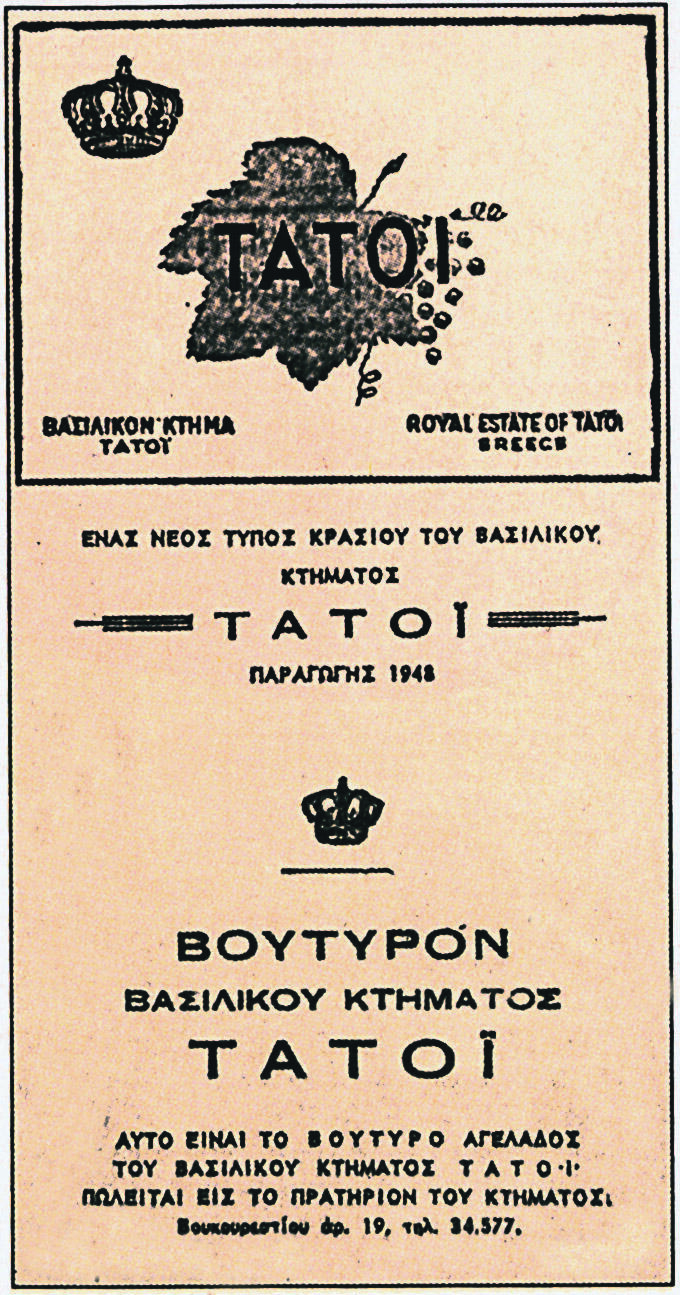 ΤΑΤΟΙ
ΒΑΣΙΛΙΚΟΝ ΚΤΗΜΑ
ΤΑΤΟΪ
ROYAL ESTATE OF TATOI
GREECE
ΕΝΑΣ ΝΕΟΣ ΤΥΠΟΣ ΚΡΑΣΙΟΥ ΤΟΥ ΒΑΣΙΛΙΚΟΥ
ΚΤΗΜΑΤΟΣ
ΤΑΤΟΪ
ΠΑΡΑΓΩΓΗΣ 1948
ΒΟΥΤΥΡΟΝ
ΒΑΣΙΛΙΚΟΥ ΚΤΗΜΑΤΟΣ
ΤΑΤΟΪ
ΑΥΤΟ ΕΙΝΑΙ ΤΟ ΒΟΥΤΥΡΟ ΑΓΕΛΑΔΟΣ
ΤΟΥ ΒΑΣΙΛΙΚΟΥ ΚΤΗΜΑΤΟΣ ΤΑΤΟ·Ι·
ΠΩΛΕΙΤΑΙ ΕΙΣ ΤΟ ΠΡΑΤΗΡΙΟΝ ΤΟΥ ΚΤΗΜΑΤΟΣ:
Βουκουρεστίου άρ. 19, τηλ. 34.577.